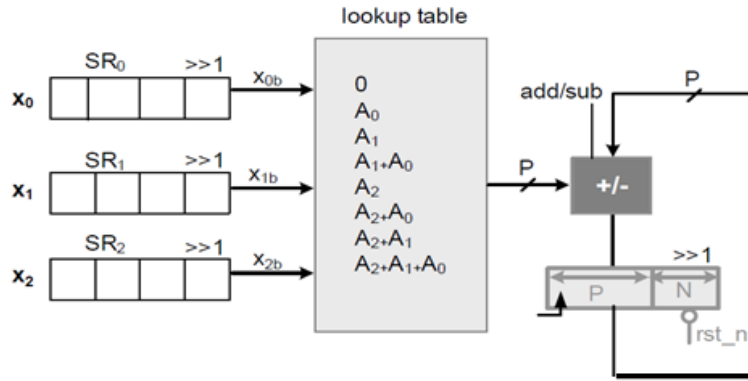 lookup table
SR0 >>1
x0
x0b
SR1 >>1
x1
x1b
SR2 >>1
x2
x2b
0
A0
A1
A1+A0
A2
A2+A0
A2+A1
A2+A1+A0
P
add/sub
P
+/-
>>1
P
N
rst_n